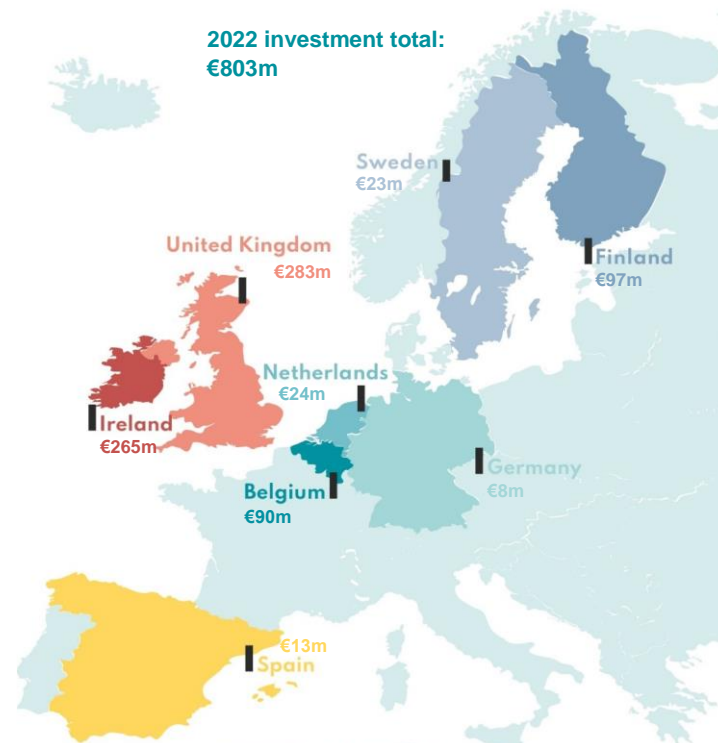 2022 investment total:
€803m
Sweden
€23m
United Kingdom
€283m
Finland
€97m
Netherlands
€24m
Ireland
€265m
Germany
€8m
Belgium
€90m
€13m
Spain